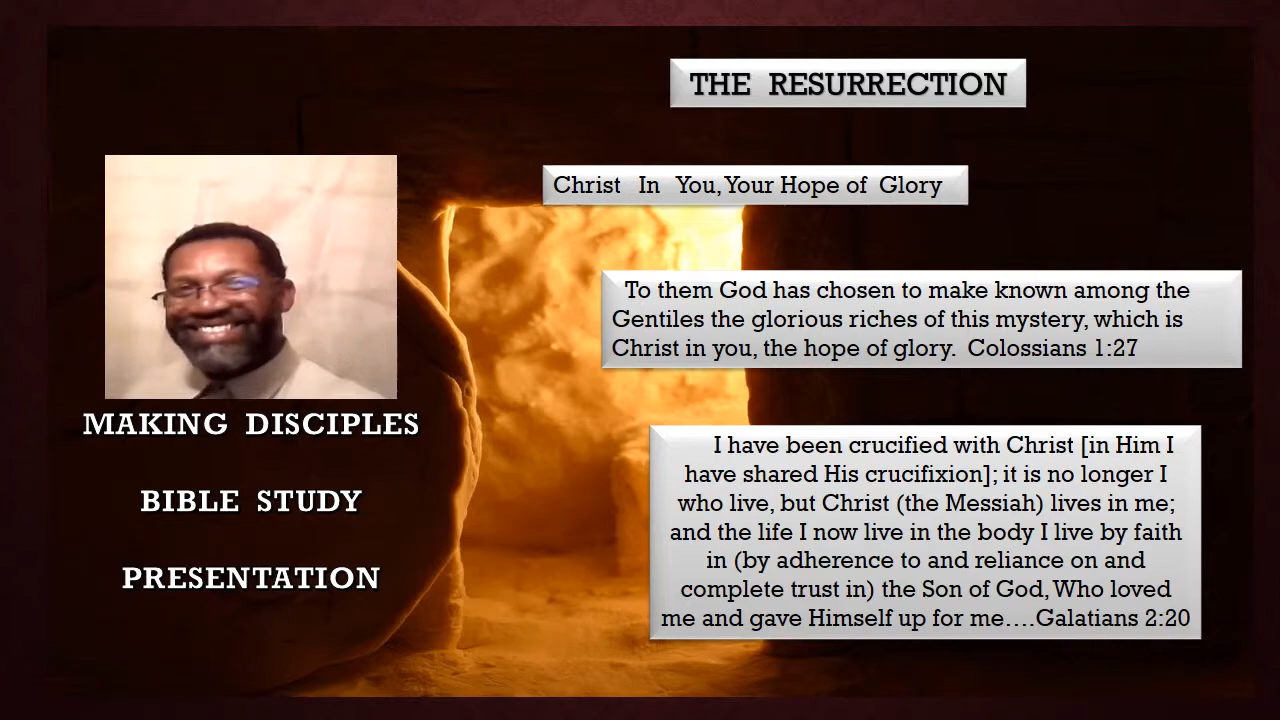 THE RESURRECTION
Christ In You, Your Hope of Glory
To them God has chosen to make known among the
Gentiles the glorious riches of this mystery, which is
Christ in you, the hope of glory. Colossians 1:27
MAKING DISCIPLES
BIBLE STUDY
PRESENTATION
I have been crucified with Christ [in Him I
have shared His crucifixion]; it is no longer I
who live, but Christ (the Messiah) lives in me;
and the life I now live in the body I live by faith
in (by adherence to and reliance on and
complete trust in) the Son of God, Who loved
me and gave Himself up for me....Galatians 2:20